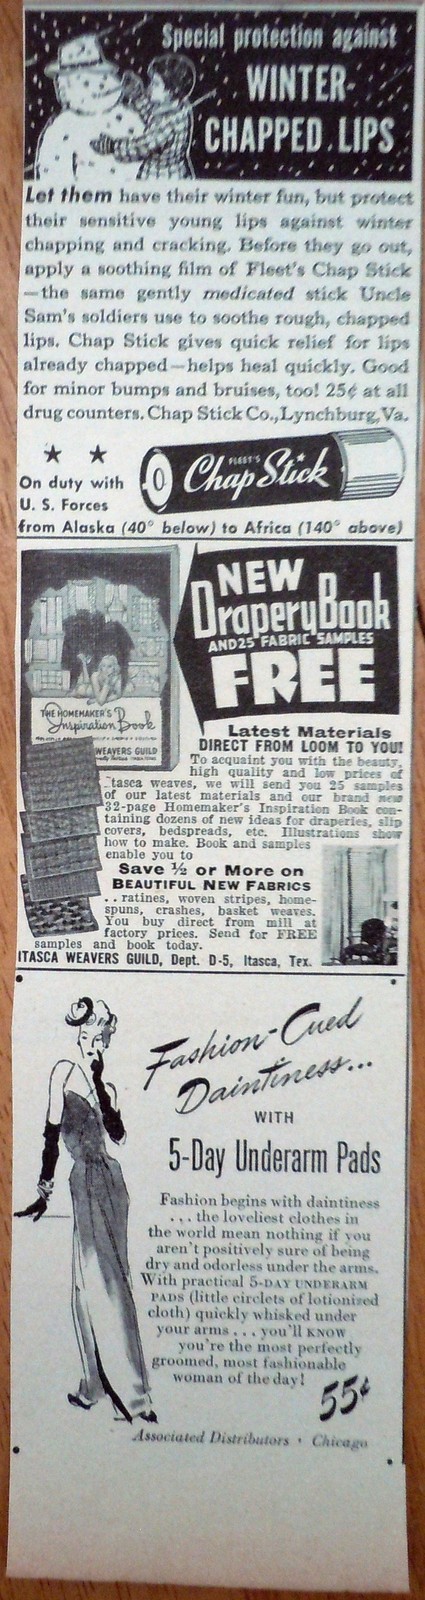 Special protection against
WINTER-
CHAPPED LIPS
Let them have their winter fun, but protect
their sensitive young lips against winter
chapping and cracking. Before they go out,
apply a soothing film of Fleet's Chap Stick
—the same gently medicated stick Uncle
Sam's soldiers use to soothe rough, chapped
lips. Chap Stick gives quick relief for lips
already chapped—helps heal quickly. Good
for minor bumps and bruises, too! 25¢ at all
drug counters. Chap Stick Co., Lynchburg, Va.
★ ★
On duty with
U. S. Forces
from Alaska (40° below) to Africa (140° above)
FLEET'S
Chap Stick
NEW
Drapery Book
AND 25 FABRIC SAMPLES
FREE
THE HOMEMAKER'S
Inspiration Book
WEAVERS GUILD
Latest Materials
DIRECT FROM LOOM TO YOU!
To acquaint you with the beauty,
high quality and low prices of
Itasca weaves, we will send you 25 samples
of our latest materials and our brand new
32-page Homemaker's Inspiration Book con-
taining dozens of new ideas for draperies, slip
covers, bedspreads, etc. Illustrations show
how to make. Book and samples
enable you to
Save ½ or More on
BEAUTIFUL NEW FABRICS
. . ratines, woven stripes, home-
spuns, crashes, basket weaves.
You buy direct from mill at
factory prices. Send for FREE
samples and book today.
ITASCA WEAVERS GUILD, Dept. D-5, Itasca, Tex.
Fashion-Cued
Daintiness...
WITH
5-Day Underarm Pads
Fashion begins with daintiness
. . . the loveliest clothes in
the world mean nothing if you
aren't positively sure of being
dry and odorless under the arms.
With practical 5-DAY UNDERARM
PADS (little circlets of lotionized
cloth) quickly whisked under
your arms . . . you'll KNOW
you're the most perfectly
groomed, most fashionable
woman of the day!
55¢
Associated Distributors • Chicago